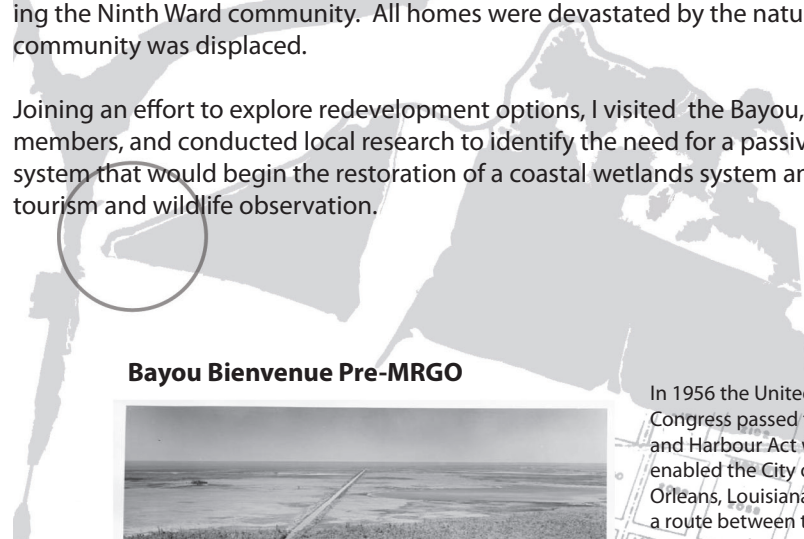 ing the Ninth Ward community. All homes were devastated by the natu
community was displaced.
Joining an effort to explore redevelopment options, I visited the Bayou,
members, and conducted local research to identify the need for a passiv
system that would begin the restoration of a coastal wetlands system an
tourism and wildlife observation.
Bayou Bienvenue Pre-MRGO
In 1956 the United
Congress passed
and Harbour Act
enabled the City
Orleans, Louisiana
a route between